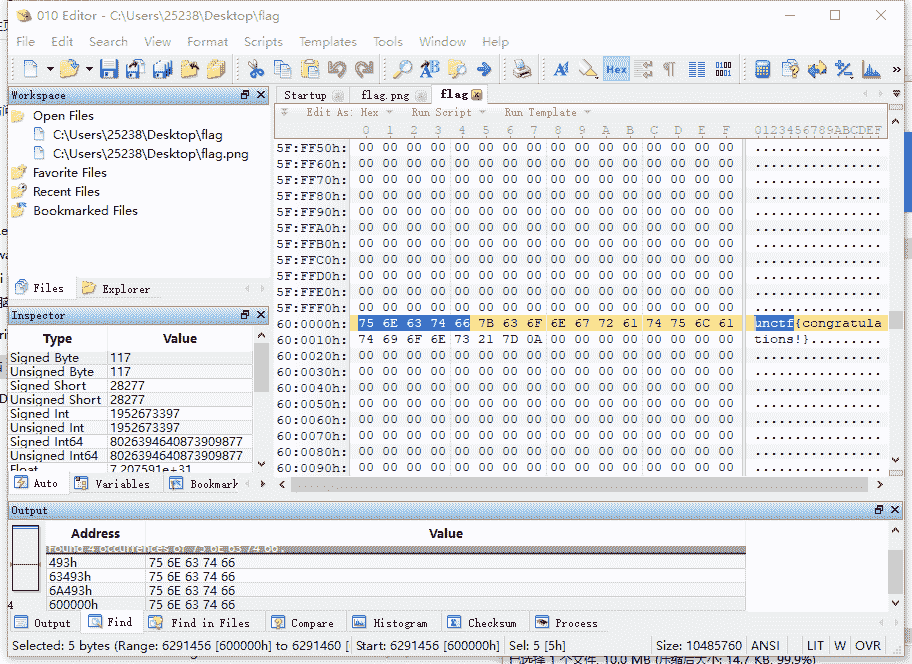 010 Editor - C:\Users\25238\Desktop\flag
File Edit Search View Format Scripts Templates Tools Window Help
Hex
Workspace
Open Files
C:\Users\25238\Desktop\flag
C:\Users\25238\Desktop\flag.png
Favorite Files
Recent Files
Bookmarked Files
Files Explorer
Startup flag.png flag
Edit As: Hex Run Script Run Template
0 1 2 3 4 5 6 7 8 9 A B C D E F 0123456789ABCDEF
5F:FF50h: 00 00 00 00 00 00 00 00 00 00 00 00 00 00 00 00 ................
5F:FF60h: 00 00 00 00 00 00 00 00 00 00 00 00 00 00 00 00 ................
5F:FF70h: 00 00 00 00 00 00 00 00 00 00 00 00 00 00 00 00 ................
5F:FF80h: 00 00 00 00 00 00 00 00 00 00 00 00 00 00 00 00 ................
5F:FF90h: 00 00 00 00 00 00 00 00 00 00 00 00 00 00 00 00 ................
5F:FFA0h: 00 00 00 00 00 00 00 00 00 00 00 00 00 00 00 00 ................
5F:FFB0h: 00 00 00 00 00 00 00 00 00 00 00 00 00 00 00 00 ................
5F:FFC0h: 00 00 00 00 00 00 00 00 00 00 00 00 00 00 00 00 ................
5F:FFD0h: 00 00 00 00 00 00 00 00 00 00 00 00 00 00 00 00 ................
5F:FFE0h: 00 00 00 00 00 00 00 00 00 00 00 00 00 00 00 00 ................
5F:FFF0h: 00 00 00 00 00 00 00 00 00 00 00 00 00 00 00 00 ................
60:0000h: 75 6E 63 74 66 7B 63 6F 6E 67 72 61 74 75 6C 61 unctf{congratula
60:0010h: 74 69 6F 6E 73 21 7D 0A 00 00 00 00 00 00 00 00 tions!}.........
60:0020h: 00 00 00 00 00 00 00 00 00 00 00 00 00 00 00 00 ................
60:0030h: 00 00 00 00 00 00 00 00 00 00 00 00 00 00 00 00 ................
60:0040h: 00 00 00 00 00 00 00 00 00 00 00 00 00 00 00 00 ................
60:0050h: 00 00 00 00 00 00 00 00 00 00 00 00 00 00 00 00 ................
60:0060h: 00 00 00 00 00 00 00 00 00 00 00 00 00 00 00 00 ................
60:0070h: 00 00 00 00 00 00 00 00 00 00 00 00 00 00 00 00 ................
60:0080h: 00 00 00 00 00 00 00 00 00 00 00 00 00 00 00 00 ................
60:0090h: 00 00 00 00 00 00 00 00 00 00 00 00 00 00 00 00 ................
Inspector
Type Value
Signed Byte 117
Unsigned Byte 117
Signed Short 28277
Unsigned Short 28277
Signed Int 1952673397
Unsigned Int 1952673397
Signed Int64 8026394640873909877
Unsigned Int64 8026394640873909877
Float 7.207591e+31
Auto Variables Bookmark
Output
Address Value
Found 4 occurrences of 75 6E 63 74 66.
493h 75 6E 63 74 66
63493h 75 6E 63 74 66
6A493h 75 6E 63 74 66
600000h 75 6E 63 74 66
4
Output Find Find in Files Compare Histogram Checksum Process
Selected: 5 bytes (Range: 6291456 [600000h] to 6291460 [ Start: 6291456 [600000h] Sel: 5 [5h] Size: 10485760 ANSI LIT W OVR
已选择 1 个文件, 10.0 MB (压缩后大小: 14.7 KB, 99.9%)